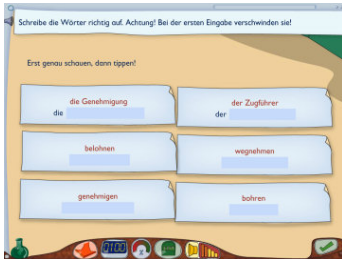 Schreibe die Wörter richtig auf. Achtung! Bei der ersten Eingabe verschwinden sie!
Erst genau schauen, dann tippen!
die Genehmigung
die
der Zugführer
der
belohnen
wegnehmen
genehmigen
bohren
0100